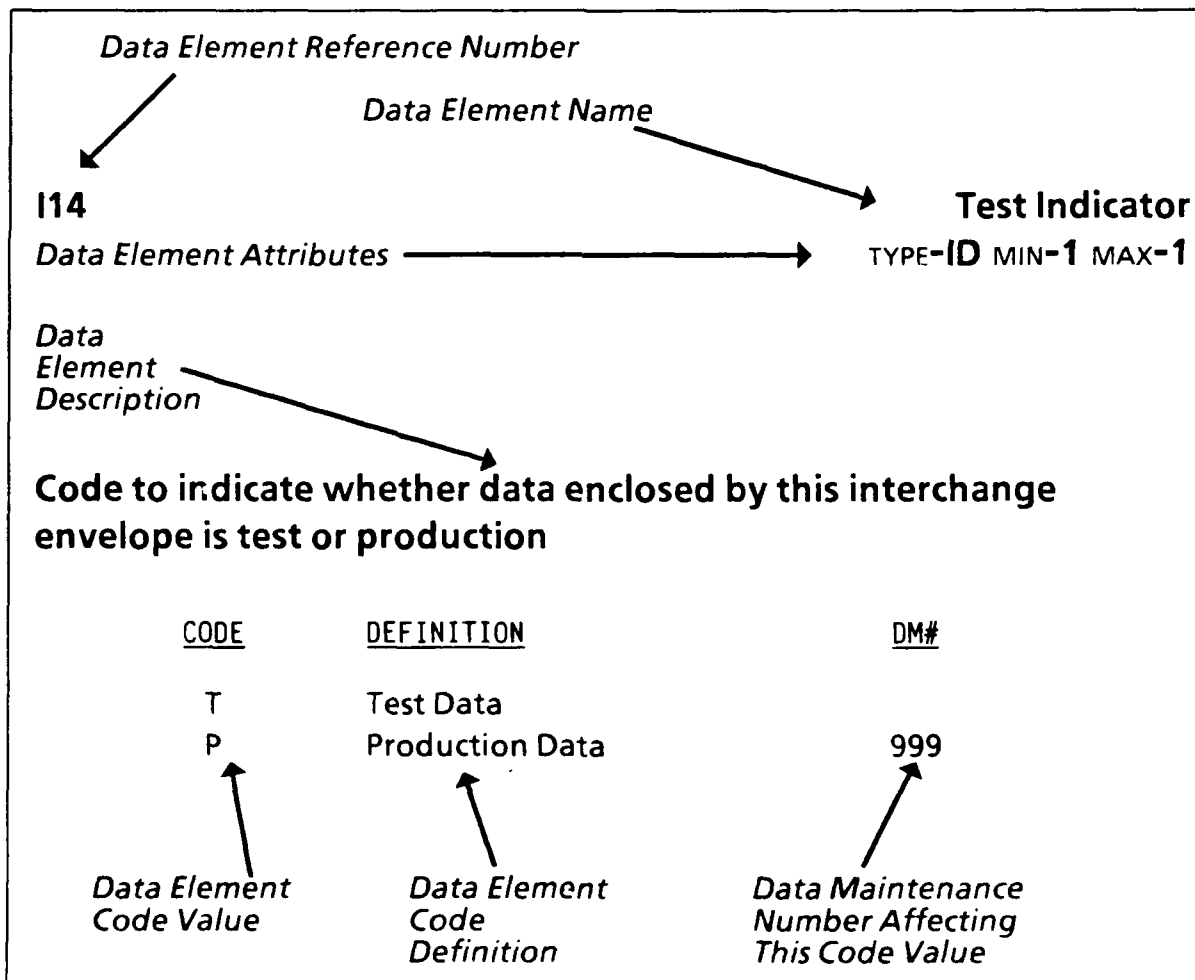 Data Element Reference Number
Data Element Name
I14 Test Indicator
Data Element Attributes TYPE-ID MIN-1 MAX-1
Data
Element
Description
Code to indicate whether data enclosed by this interchange
envelope is test or production
CODE DEFINITION DM#
T Test Data
P Production Data 999
Data Element Data Element Data Maintenance
Code Value Code Number Affecting
Definition This Code Value